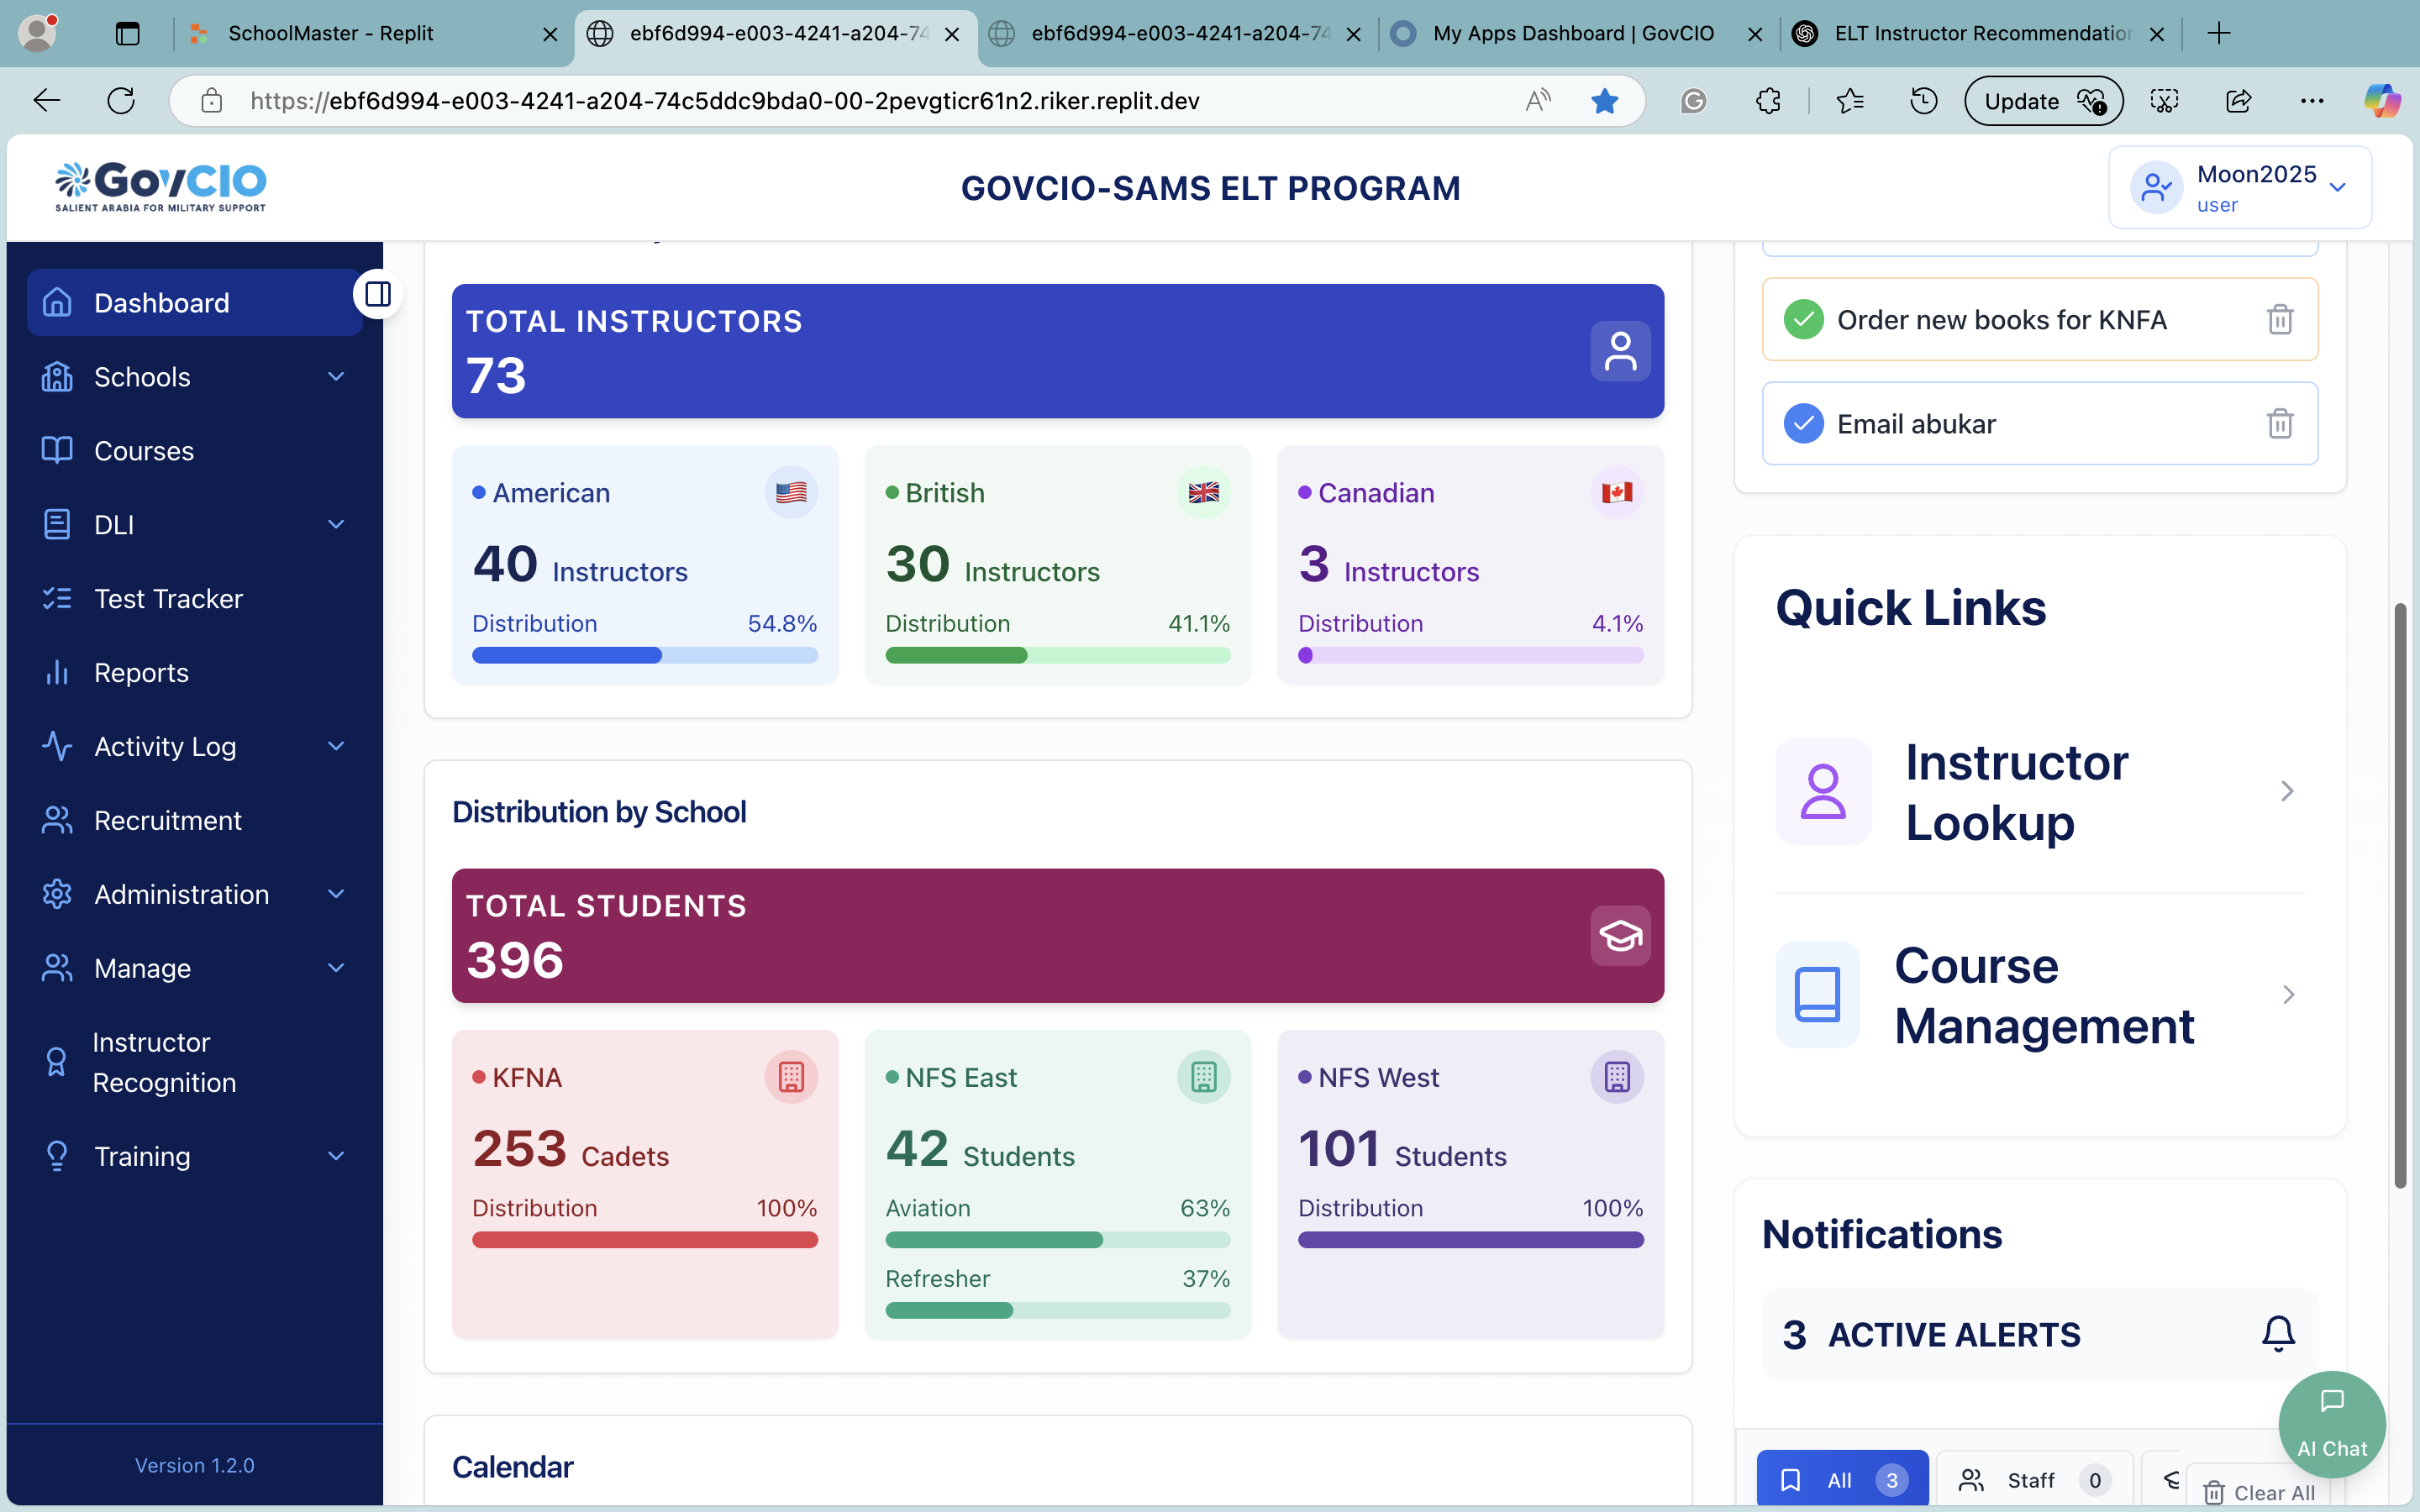 SchoolMaster - Replit
ebf6d994-e003-4241-a204-74
ebf6d994-e003-4241-a204-74
My Apps Dashboard | GovCIO
ELT Instructor Recommendation
https://ebf6d994-e003-4241-a204-74c5ddc9bda0-00-2pevgticr61n2.riker.replit.dev
Update
GovCIO
SALIENT ARABIA FOR MILITARY SUPPORT
GOVCIO-SAMS ELT PROGRAM
Moon2025
user
Dashboard
Schools
Courses
DLI
Test Tracker
Reports
Activity Log
Recruitment
Administration
Manage
Instructor
Recognition
Training
Version 1.2.0
TOTAL INSTRUCTORS
73
American
40 Instructors
Distribution 54.8%
British
30 Instructors
Distribution 41.1%
Canadian
3 Instructors
Distribution 4.1%
Distribution by School
TOTAL STUDENTS
396
KFNA
253 Cadets
Distribution 100%
NFS East
42 Students
Aviation 63%
Refresher 37%
NFS West
101 Students
Distribution 100%
Calendar
Order new books for KNFA
Email abukar
Quick Links
Instructor
Lookup
Course
Management
Notifications
3 ACTIVE ALERTS
All 3
Staff 0
Clear All
AI Chat